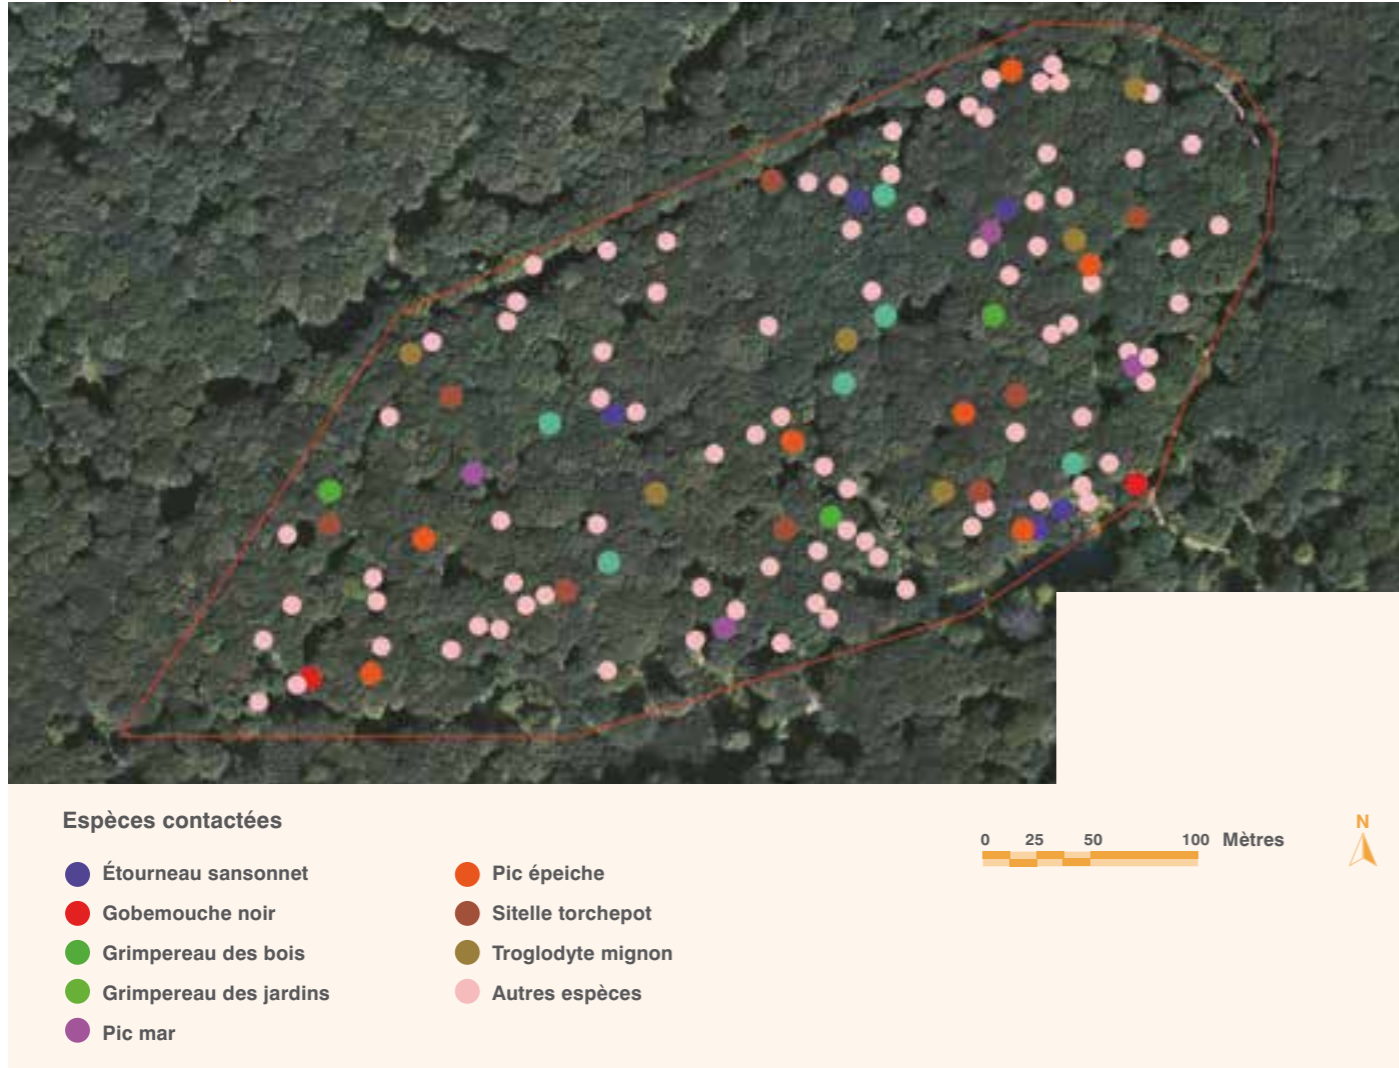 Espèces contactées
Étourneau sansonnet
Gobemouche noir
Grimpereau des bois
Grimpereau des jardins
Pic mar
Pic épeiche
Sitelle torchepot
Troglodyte mignon
Autres espèces
0 25 50 100 Mètres
N